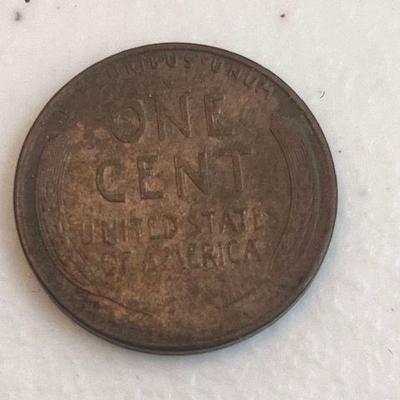 PLURIBUS UNUM
ONE
CENT
UNITED STATES
OF AMERICA